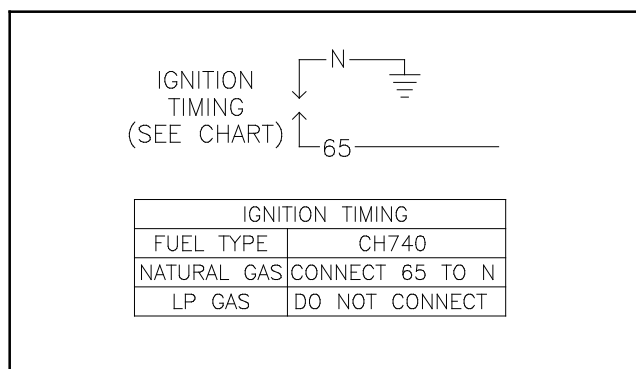 IGNITION
TIMING
(SEE CHART)
N
65
IGNITION TIMING
FUEL TYPE CH740
NATURAL GAS CONNECT 65 TO N
LP GAS DO NOT CONNECT